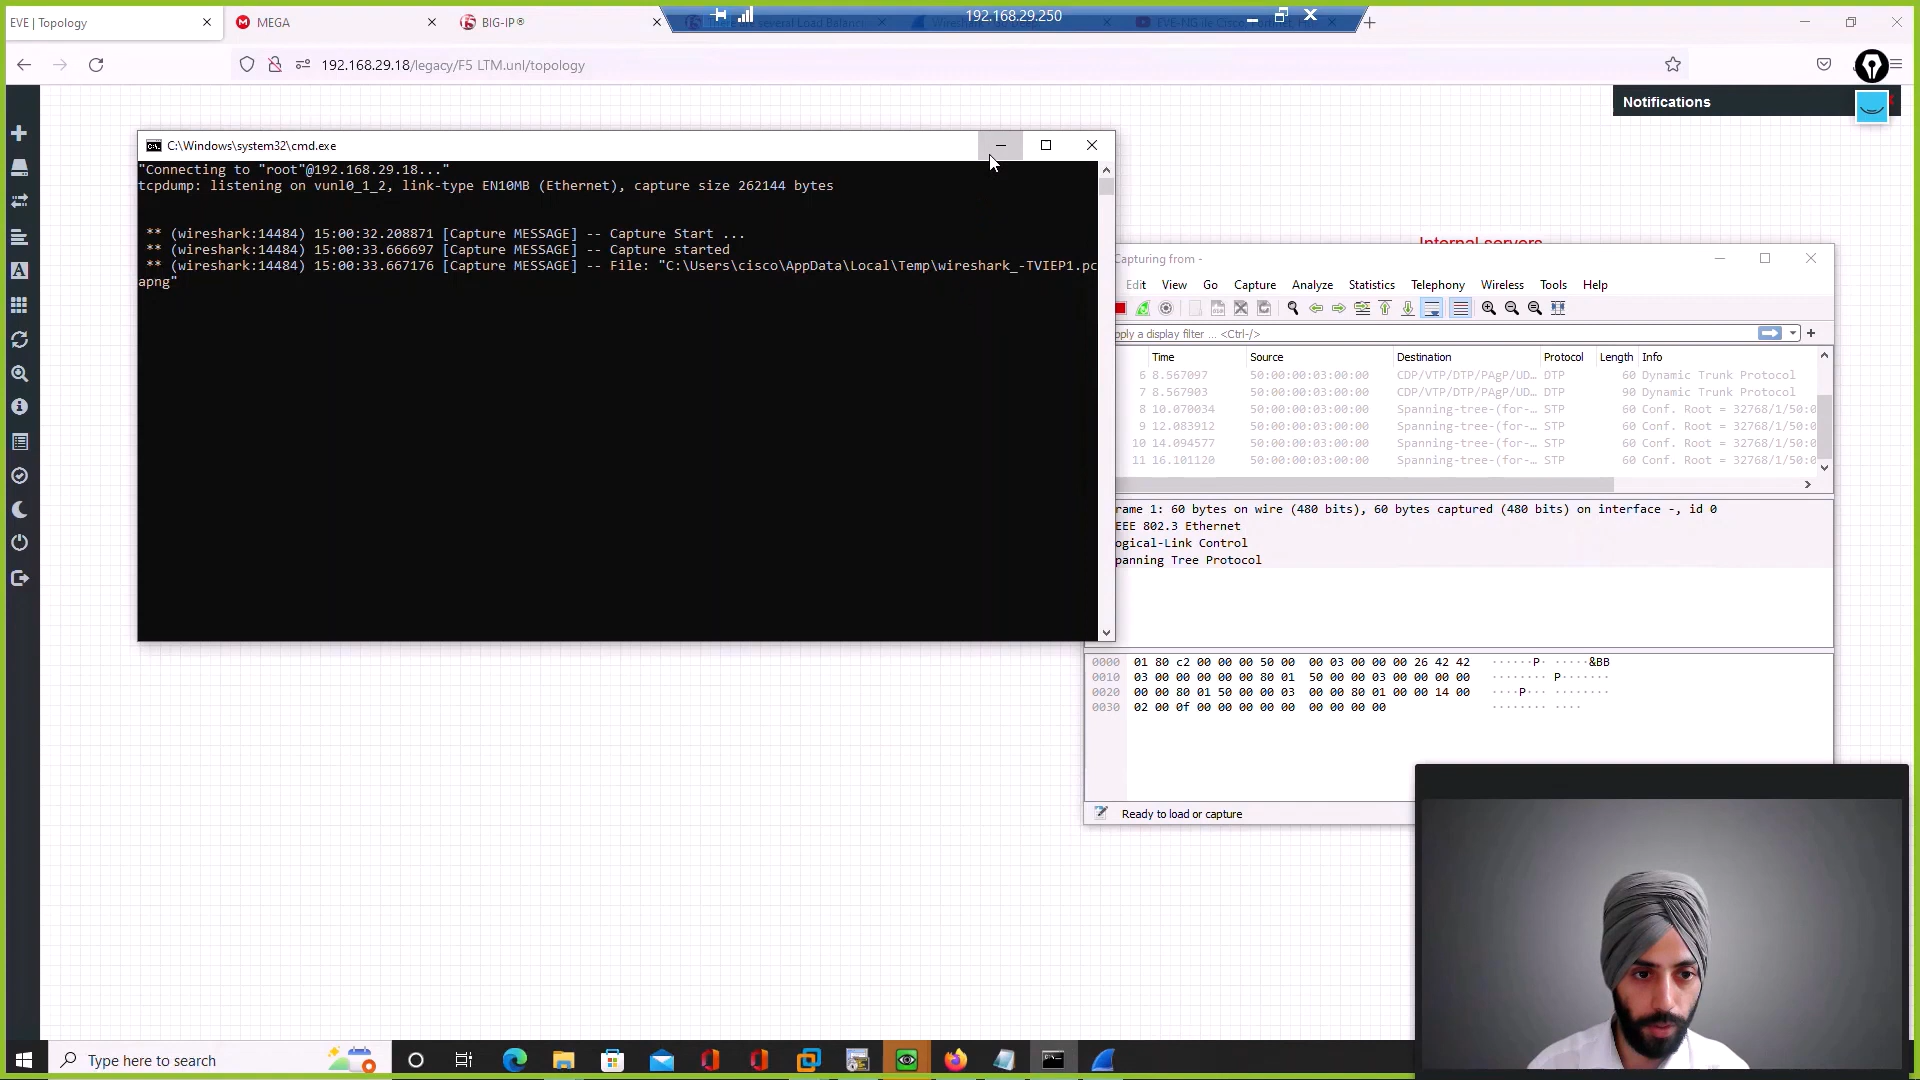 EVE | Topology
MEGA
BIG-IP®
192.168.29.250
192.168.29.18/legacy/F5 LTM.unl/topology
Notifications
C:\Windows\system32\cmd.exe
"Connecting to "root"@192.168.29.18..."
tcpdump: listening on vunl0_1_2, link-type EN10MB (Ethernet), capture size 262144 bytes
** (wireshark:14484) 15:00:32.208871 [Capture MESSAGE] -- Capture Start ...
** (wireshark:14484) 15:00:33.666697 [Capture MESSAGE] -- Capture started
** (wireshark:14484) 15:00:33.667176 [Capture MESSAGE] -- File: "C:\Users\cisco\AppData\Local\Temp\wireshark_-TVIEP1.pc
apng"
Internal servers
Capturing from -
Edit View Go Capture Analyze Statistics Telephony Wireless Tools Help
pply a display filter ... <Ctrl-/>
Time Source Destination Protocol Length Info
6 8.567097 50:00:00:03:00:00 CDP/VTP/DTP/PAgP/UD… DTP 60 Dynamic Trunk Protocol
7 8.567903 50:00:00:03:00:00 CDP/VTP/DTP/PAgP/UD… DTP 90 Dynamic Trunk Protocol
8 10.070034 50:00:00:03:00:00 Spanning-tree-(for-… STP 60 Conf. Root = 32768/1/50:0
9 12.083912 50:00:00:03:00:00 Spanning-tree-(for-… STP 60 Conf. Root = 32768/1/50:0
10 14.094577 50:00:00:03:00:00 Spanning-tree-(for-… STP 60 Conf. Root = 32768/1/50:0
11 16.101120 50:00:00:03:00:00 Spanning-tree-(for-… STP 60 Conf. Root = 32768/1/50:0
rame 1: 60 bytes on wire (480 bits), 60 bytes captured (480 bits) on interface -, id 0
EEE 802.3 Ethernet
ogical-Link Control
panning Tree Protocol
0000 01 80 c2 00 00 00 50 00 00 03 00 00 00 26 42 42 ······P· ·····&BB
0010 03 00 00 00 00 00 80 01 50 00 00 03 00 00 00 00 ········ P·······
0020 00 00 80 01 50 00 00 03 00 00 80 01 00 00 14 00 ····P··· ········
0030 02 00 0f 00 00 00 00 00 00 00 00 00 ········ ····
Ready to load or capture
Type here to search